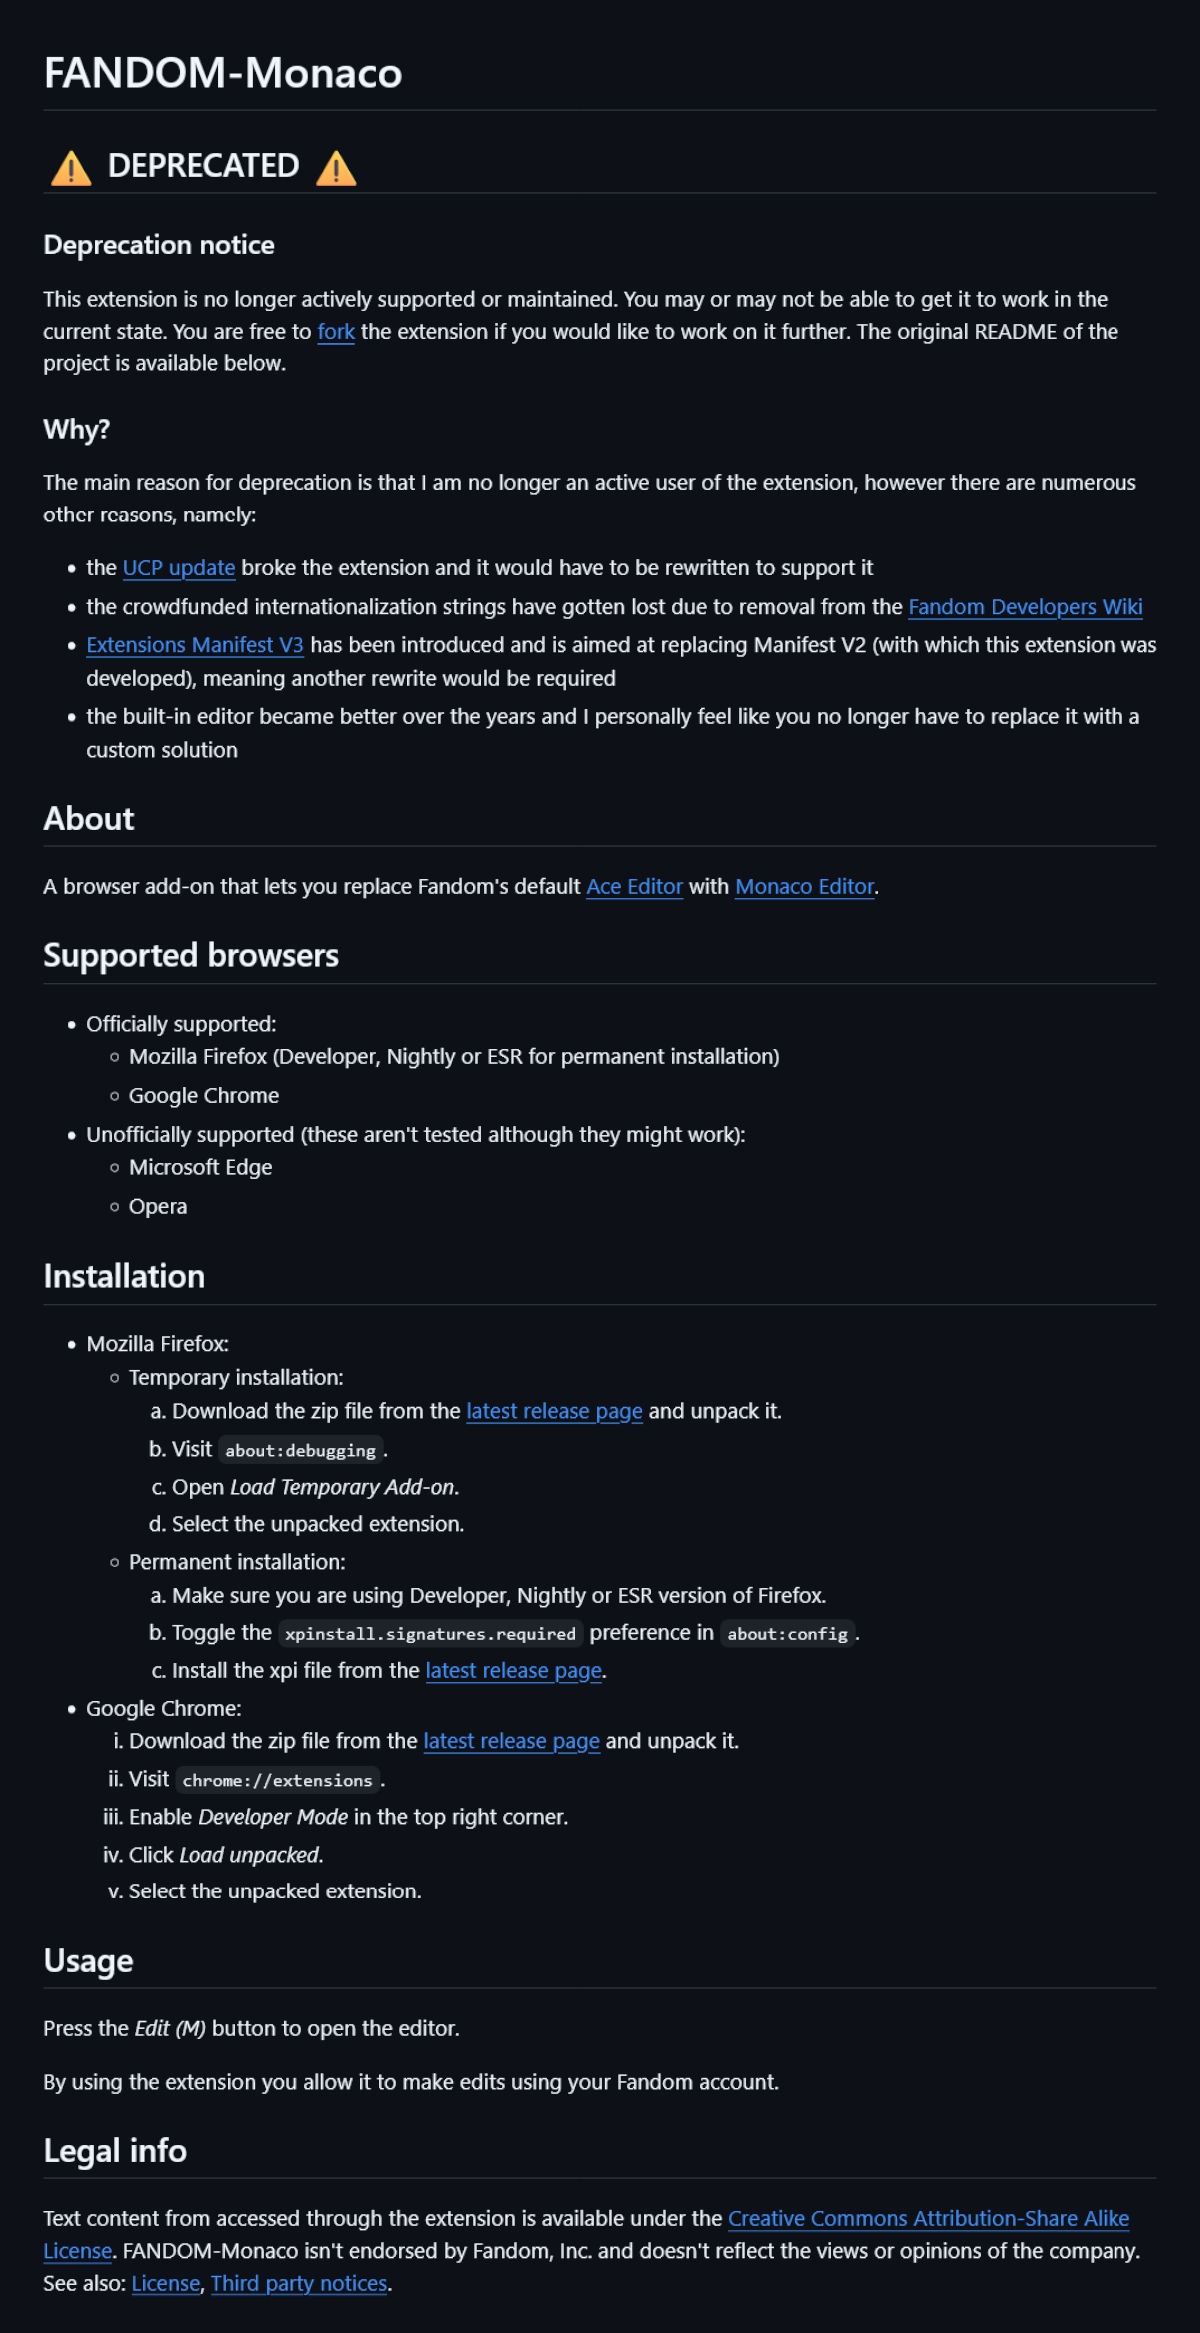 FANDOM-Monaco
⚠️ DEPRECATED ⚠️
Deprecation notice
This extension is no longer actively supported or maintained. You may or may not be able to get it to work in the
current state. You are free to fork the extension if you would like to work on it further. The original README of the
project is available below.
Why?
The main reason for deprecation is that I am no longer an active user of the extension, however there are numerous
other reasons, namely:
• the UCP update broke the extension and it would have to be rewritten to support it
• the crowdfunded internationalization strings have gotten lost due to removal from the Fandom Developers Wiki
• Extensions Manifest V3 has been introduced and is aimed at replacing Manifest V2 (with which this extension was
developed), meaning another rewrite would be required
• the built-in editor became better over the years and I personally feel like you no longer have to replace it with a
custom solution
About
A browser add-on that lets you replace Fandom's default Ace Editor with Monaco Editor.
Supported browsers
• Officially supported:
◦ Mozilla Firefox (Developer, Nightly or ESR for permanent installation)
◦ Google Chrome
• Unofficially supported (these aren't tested although they might work):
◦ Microsoft Edge
◦ Opera
Installation
• Mozilla Firefox:
◦ Temporary installation:
a. Download the zip file from the latest release page and unpack it.
b. Visit about:debugging.
c. Open Load Temporary Add-on.
d. Select the unpacked extension.
◦ Permanent installation:
a. Make sure you are using Developer, Nightly or ESR version of Firefox.
b. Toggle the xpinstall.signatures.required preference in about:config.
c. Install the xpi file from the latest release page.
• Google Chrome:
i. Download the zip file from the latest release page and unpack it.
ii. Visit chrome://extensions.
iii. Enable Developer Mode in the top right corner.
iv. Click Load unpacked.
v. Select the unpacked extension.
Usage
Press the Edit (M) button to open the editor.
By using the extension you allow it to make edits using your Fandom account.
Legal info
Text content from accessed through the extension is available under the Creative Commons Attribution-Share Alike
License. FANDOM-Monaco isn't endorsed by Fandom, Inc. and doesn't reflect the views or opinions of the company.
See also: License, Third party notices.